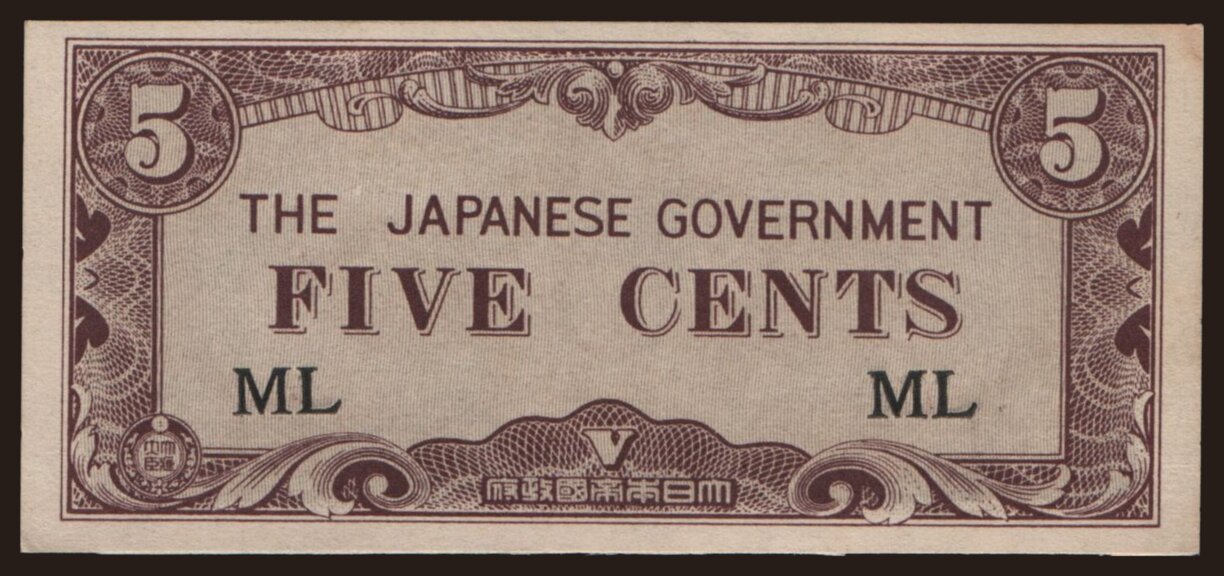 5 5
THE JAPANESE GOVERNMENT
FIVE CENTS
ML ML
V
府政國帝本日大